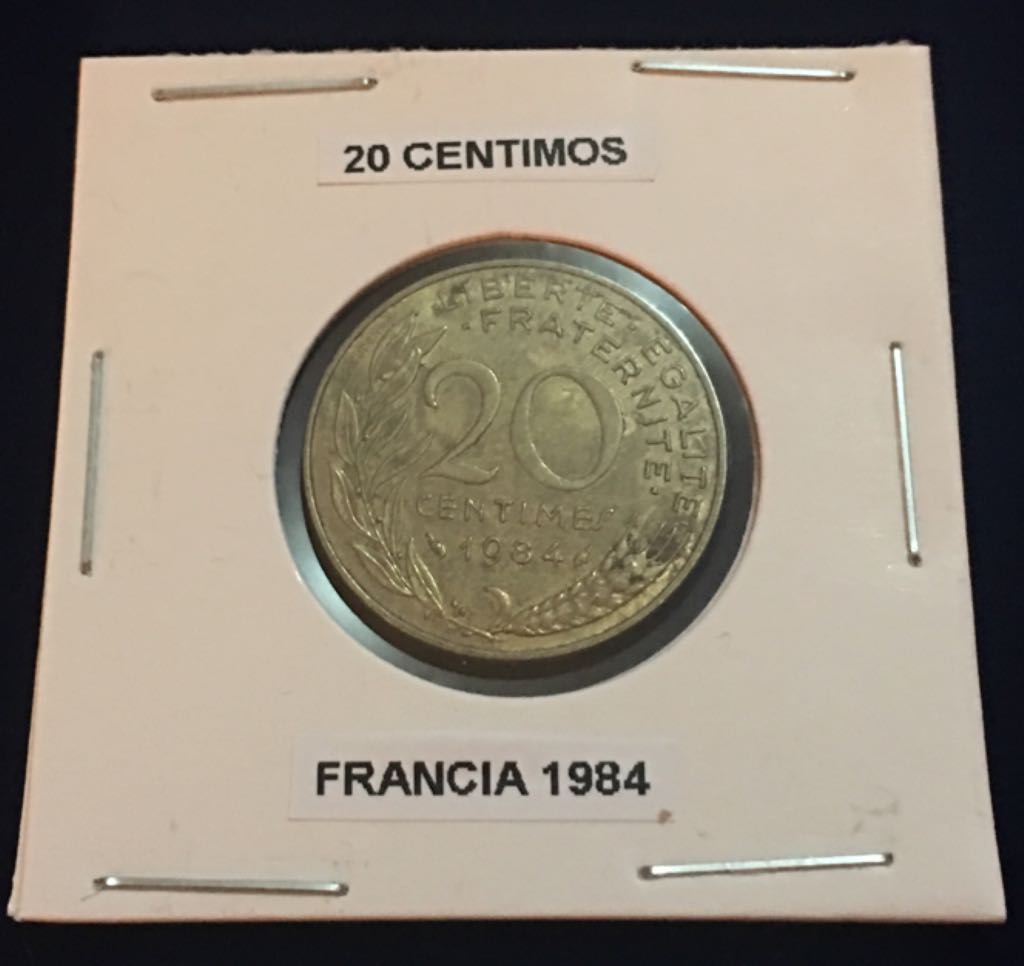 20 CENTIMOS
LIBERTE·EGALITE
·FRATERNITE·
20
CENTIMES
1984
FRANCIA 1984